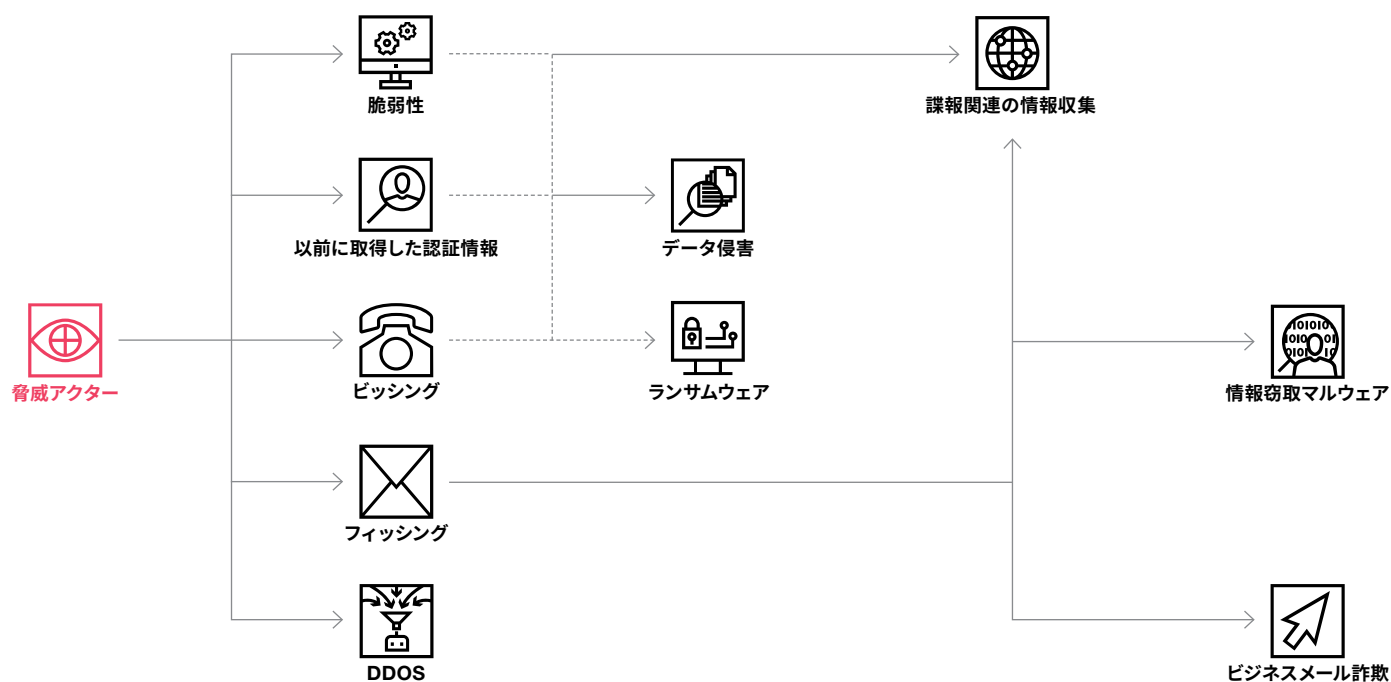 脆弱性
諜報関連の情報収集
以前に取得した認証情報
データ侵害
脅威アクター
ビッシング
ランサムウェア
情報窃取マルウェア
フィッシング
DDOS
ビジネスメール詐欺